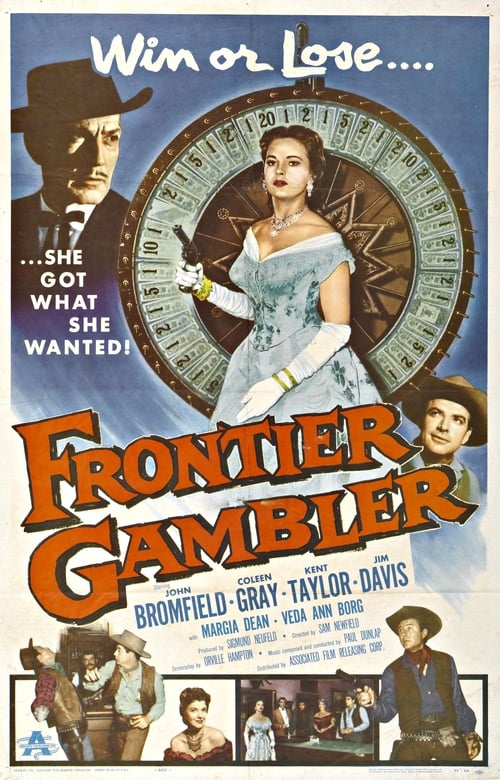 Win or Lose....
...SHE
GOT
WHAT
SHE
WANTED!
FRONTIER
GAMBLER
Starring
JOHN BROMFIELD · COLEEN GRAY · KENT TAYLOR · JIM DAVIS
with MARGIA DEAN · VEDA ANN BORG
Produced by SIGMUND NEUFELD · Directed by SAM NEWFIELD
Screenplay by ORVILLE HAMPTON · Music composed and conducted by PAUL DUNLAP
Distributed by ASSOCIATED FILM RELEASING CORP.
A